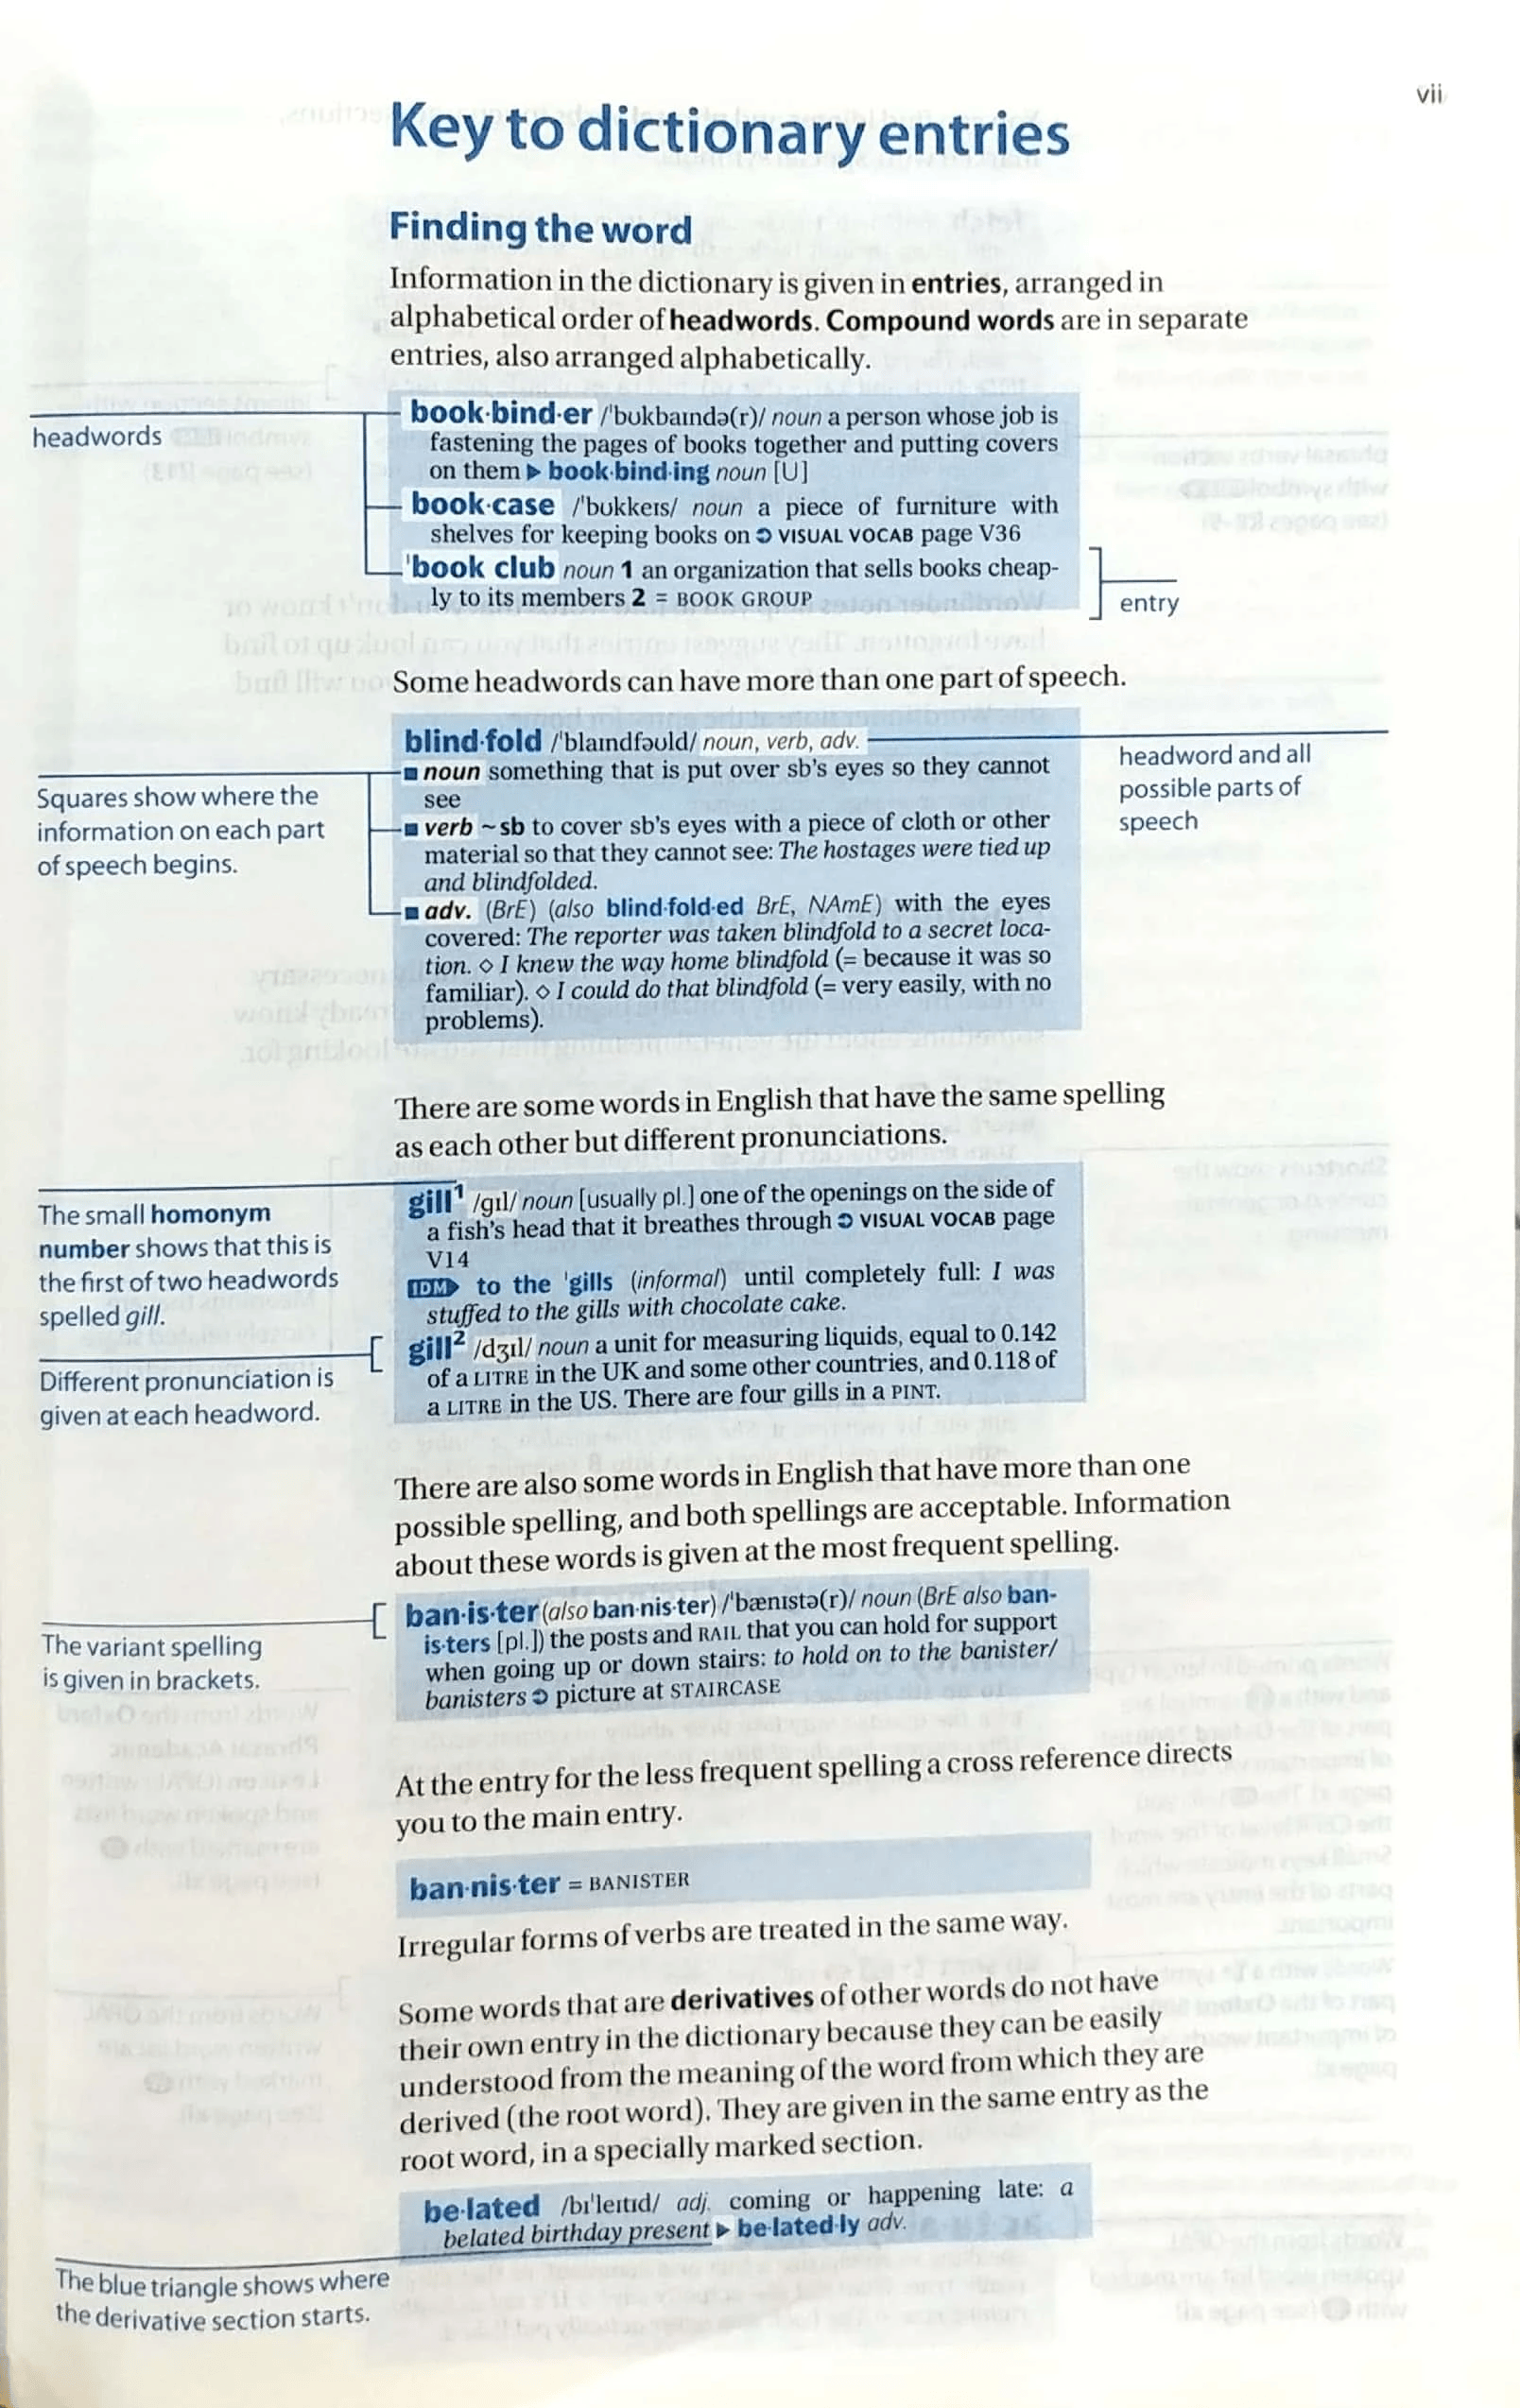 vii
Key to dictionary entries
Finding the word
Information in the dictionary is given in entries, arranged in
alphabetical order of headwords. Compound words are in separate
entries, also arranged alphabetically.
headwords
book·bind·er /ˈbʊkbaɪndə(r)/ noun a person whose job is
fastening the pages of books together and putting covers
on them ▶ book·bind·ing noun [U]
book·case /ˈbʊkkeɪs/ noun a piece of furniture with
shelves for keeping books on ➲ VISUAL VOCAB page V36
ˈbook club noun 1 an organization that sells books cheap-
ly to its members 2 = BOOK GROUP
entry
Some headwords can have more than one part of speech.
blind·fold /ˈblaɪndfəʊld/ noun, verb, adv.
■ noun something that is put over sb's eyes so they cannot
see
■ verb ~sb to cover sb's eyes with a piece of cloth or other
material so that they cannot see: The hostages were tied up
and blindfolded.
■ adv. (BrE) (also blind·fold·ed BrE, NAmE) with the eyes
covered: The reporter was taken blindfold to a secret loca-
tion. ◇ I knew the way home blindfold (= because it was so
familiar). ◇ I could do that blindfold (= very easily, with no
problems).
headword and all
possible parts of
speech
Squares show where the
information on each part
of speech begins.
There are some words in English that have the same spelling
as each other but different pronunciations.
gill¹ /ɡɪl/ noun [usually pl.] one of the openings on the side of
a fish's head that it breathes through ➲ VISUAL VOCAB page
V14
IDM to the ˈgills (informal) until completely full: I was
stuffed to the gills with chocolate cake.
gill² /dʒɪl/ noun a unit for measuring liquids, equal to 0.142
of a LITRE in the UK and some other countries, and 0.118 of
a LITRE in the US. There are four gills in a PINT.
The small homonym
number shows that this is
the first of two headwords
spelled gill.
Different pronunciation is
given at each headword.
There are also some words in English that have more than one
possible spelling, and both spellings are acceptable. Information
about these words is given at the most frequent spelling.
ban·is·ter (also ban·nis·ter) /ˈbænɪstə(r)/ noun (BrE also ban-
is·ters [pl.]) the posts and RAIL that you can hold for support
when going up or down stairs: to hold on to the banister/
banisters ➲ picture at STAIRCASE
The variant spelling
is given in brackets.
At the entry for the less frequent spelling a cross reference directs
you to the main entry.
ban·nis·ter = BANISTER
Irregular forms of verbs are treated in the same way.
Some words that are derivatives of other words do not have
their own entry in the dictionary because they can be easily
understood from the meaning of the word from which they are
derived (the root word). They are given in the same entry as the
root word, in a specially marked section.
be·lated /bɪˈleɪtɪd/ adj. coming or happening late: a
belated birthday present ▶ be·lated·ly adv.
The blue triangle shows where
the derivative section starts.